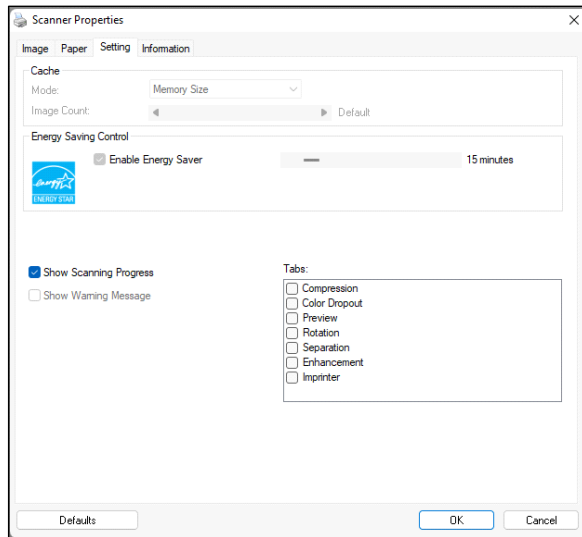 Scanner Properties
Image Paper Setting Information
Cache
Mode: Memory Size
Image Count: Default
Energy Saving Control
Enable Energy Saver 15 minutes
energy
ENERGY STAR
Show Scanning Progress
Show Warning Message
Tabs:
Compression
Color Dropout
Preview
Rotation
Separation
Enhancement
Imprinter
Defaults OK Cancel